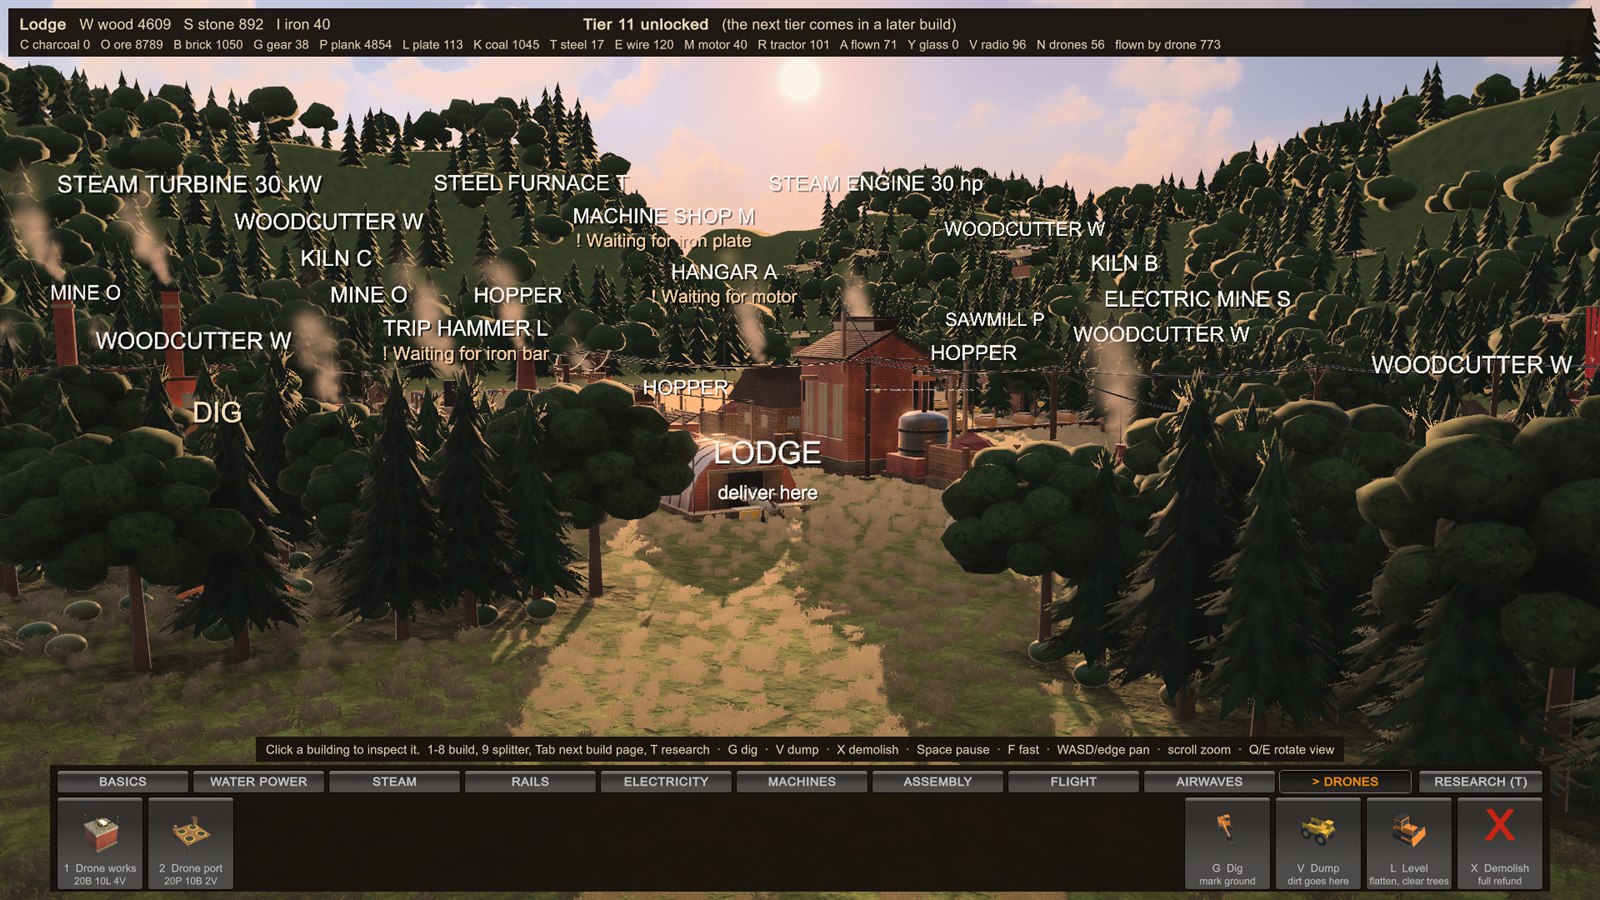 Lodge W wood 4609 S stone 892 I iron 40
Tier 11 unlocked (the next tier comes in a later build)
C charcoal 0 O ore 8789 B brick 1050 G gear 38 P plank 4854 L plate 113 K coal 1045 T steel 17 E wire 120 M motor 40 R tractor 101 A flown 71 Y glass 0 V radio 96 N drones 56 flown by drone 773
STEAM TURBINE 30 kW
STEEL FURNACE T
STEAM ENGINE 30 hp
WOODCUTTER W
MACHINE SHOP M
! Waiting for iron plate
WOODCUTTER W
KILN C
HANGAR A
! Waiting for motor
KILN B
MINE O
MINE O
HOPPER
ELECTRIC MINE S
WOODCUTTER W
TRIP HAMMER L
! Waiting for iron bar
SAWMILL P
WOODCUTTER W
HOPPER
WOODCUTTER W
HOPPER
DIG
LODGE
deliver here
Click a building to inspect it. 1-8 build, 9 splitter, Tab next build page, T research · G dig · V dump · X demolish · Space pause · F fast · WASD/edge pan · scroll zoom · Q/E rotate view
BASICS
WATER POWER
STEAM
RAILS
ELECTRICITY
MACHINES
ASSEMBLY
FLIGHT
AIRWAVES
> DRONES
RESEARCH (T)
1 Drone works
20B 10L 4V
2 Drone port
20P 10B 2V
G Dig
mark ground
V Dump
dirt goes here
L Level
flatten, clear trees
X Demolish
full refund